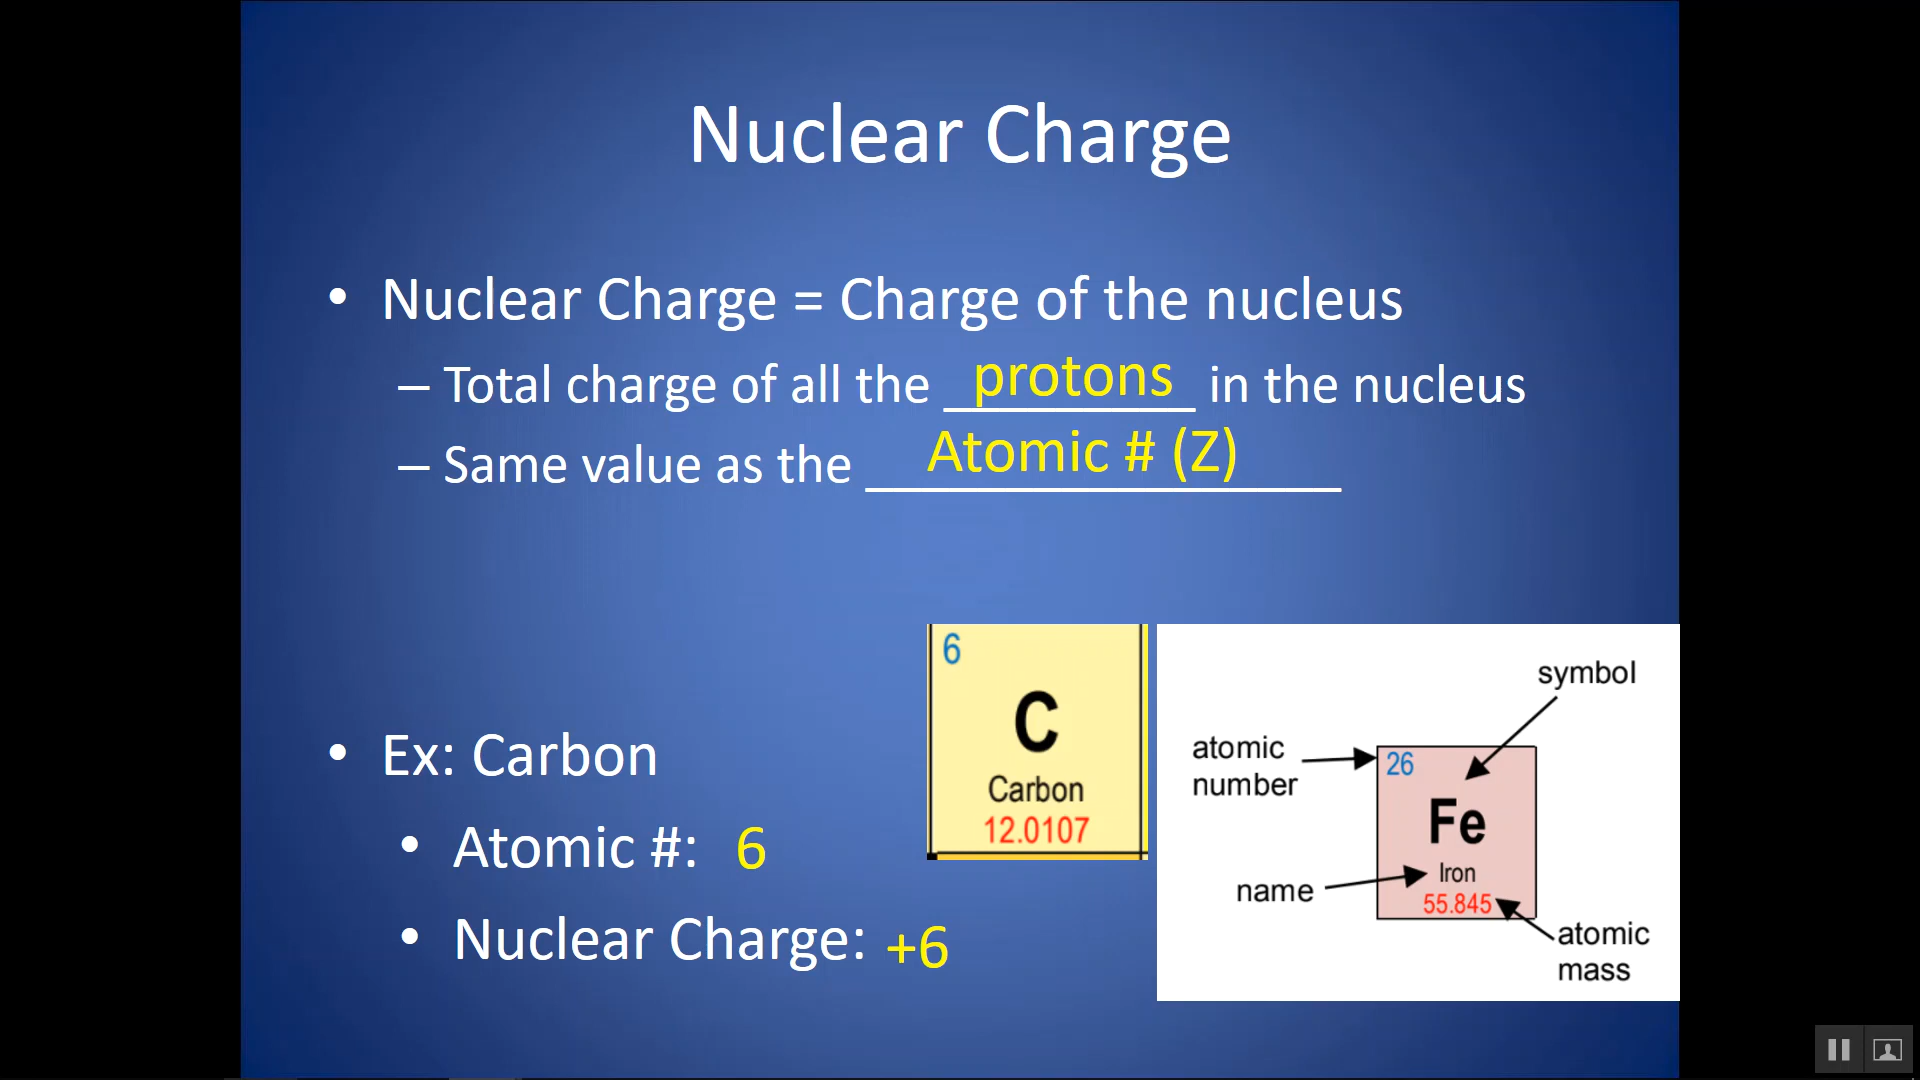 Nuclear Charge
• Nuclear Charge = Charge of the nucleus
– Total charge of all the protons in the nucleus
– Same value as the Atomic # (Z)
• Ex: Carbon
• Atomic #: 6
• Nuclear Charge: +6
6
C
Carbon
12.0107
symbol
atomic
number
26
Fe
Iron
name
55.845
atomic
mass